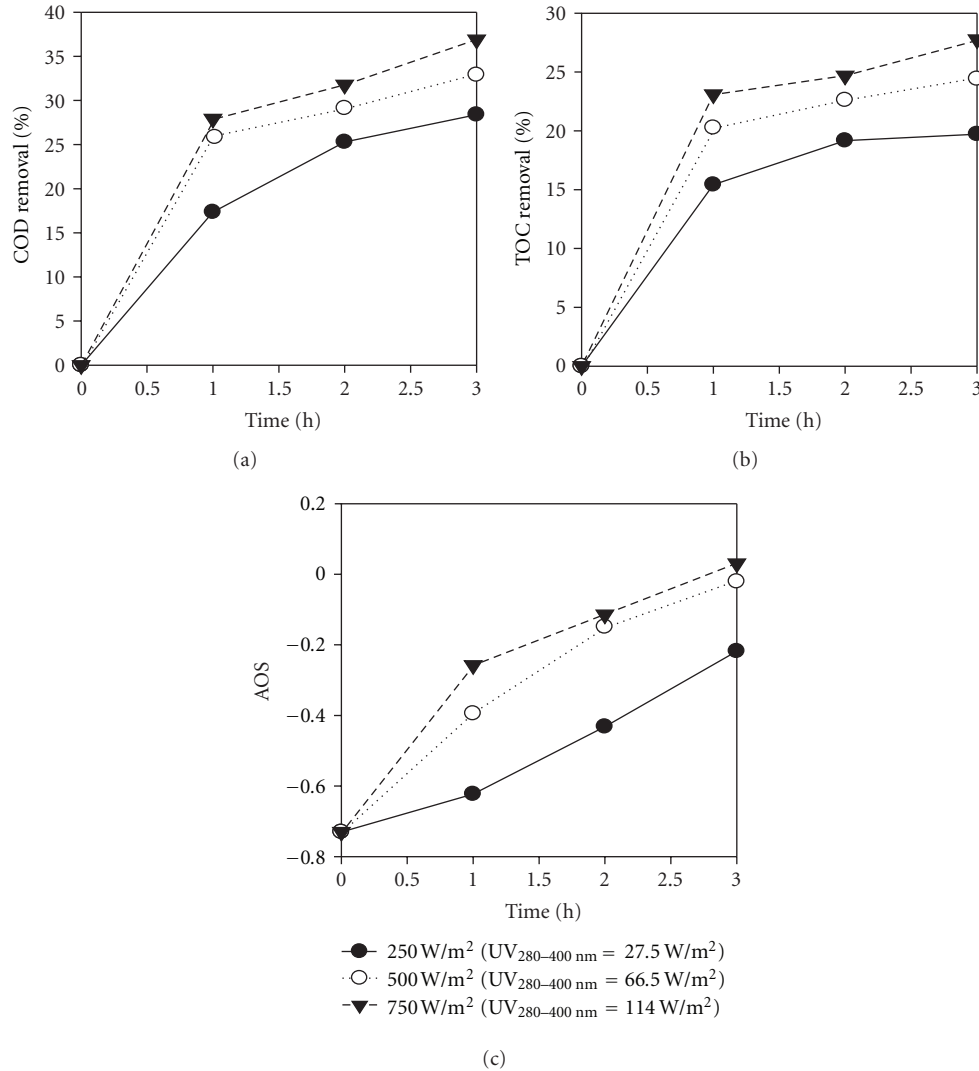 40
35
30
25
20
15
10
5
0
COD removal (%)
0 0.5 1 1.5 2 2.5 3
Time (h)
(a)
30
25
20
15
10
5
0
TOC removal (%)
0 0.5 1 1.5 2 2.5 3
Time (h)
(b)
0.2
0
−0.2
−0.4
−0.6
−0.8
AOS
0 0.5 1 1.5 2 2.5 3
Time (h)
250 W/m² (UV₂₈₀₋₄₀₀ nm = 27.5 W/m²)
500 W/m² (UV₂₈₀₋₄₀₀ nm = 66.5 W/m²)
750 W/m² (UV₂₈₀₋₄₀₀ nm = 114 W/m²)
(c)